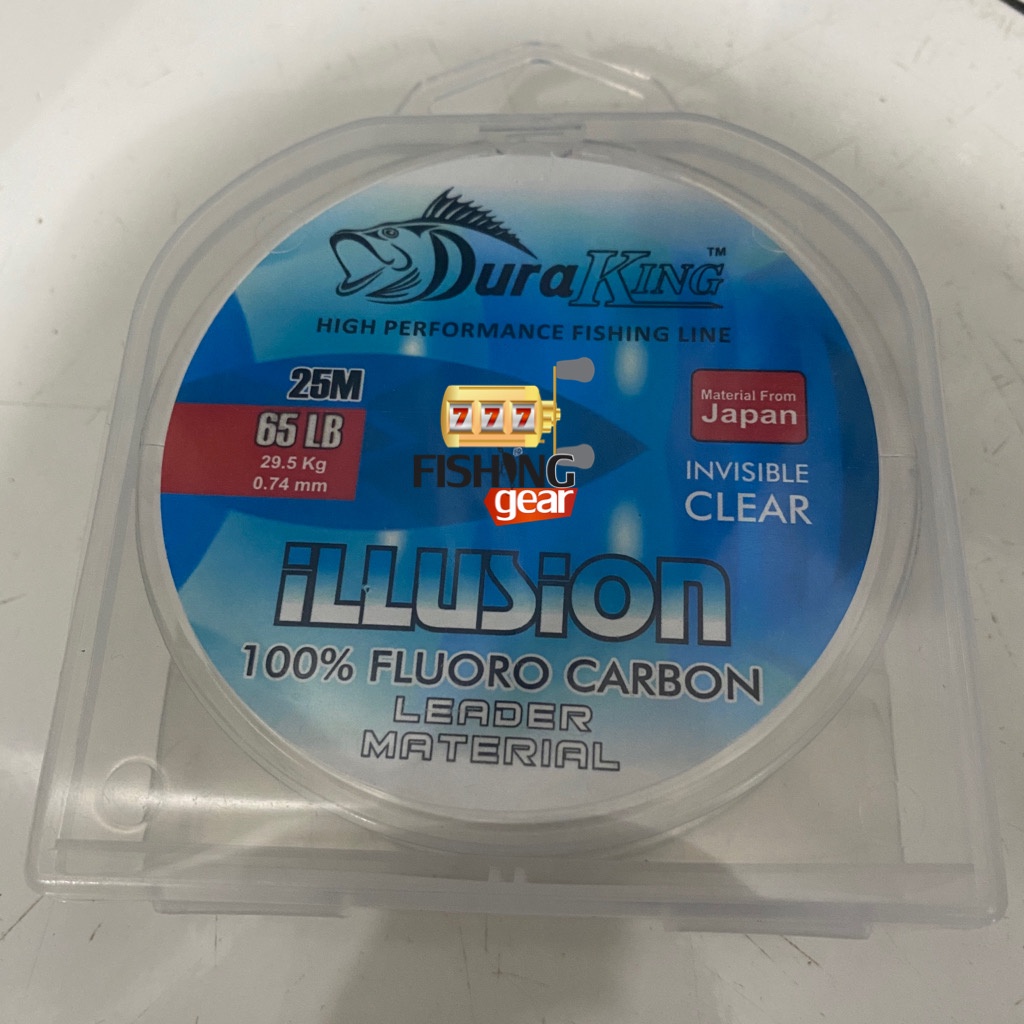 DuraKING™
HIGH PERFORMANCE FISHING LINE
25M
65 LB
29.5 Kg
0.74 mm
777
FISHING
gear
Material From
Japan
INVISIBLE
CLEAR
iLLUSiON
100% FLUORO CARBON
LEADER
MATERIAL